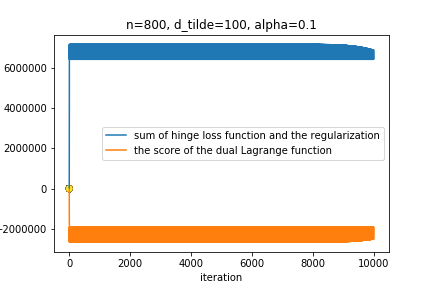 n=800, d_tilde=100, alpha=0.1
6000000
4000000
2000000
0
-2000000
sum of hinge loss function and the regularization
the score of the dual Lagrange function
0 2000 4000 6000 8000 10000
iteration